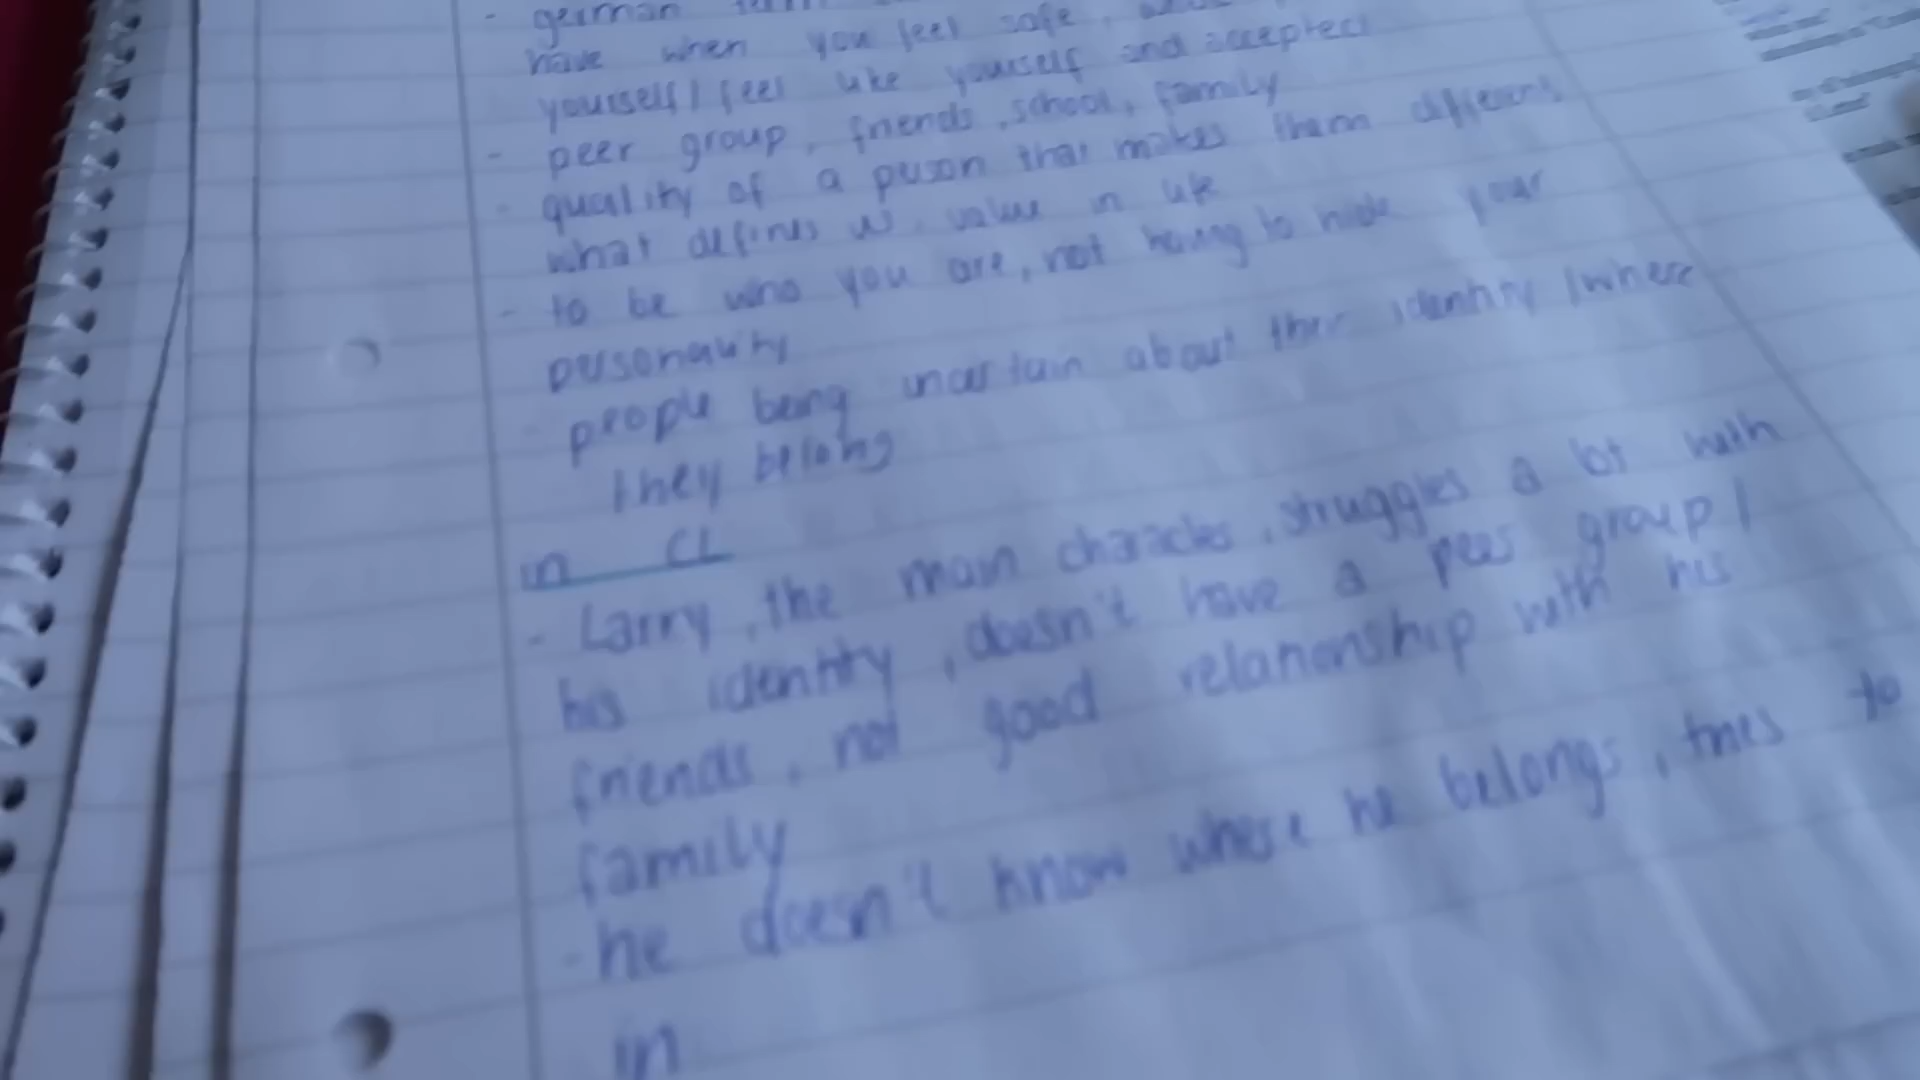 - german term
have when you feel safe,
yourself / feel like yourself and accepted
- peer group, friends, school, family
- quality of a person that makes them different
what defines us, value in life
- to be who you are, not having to hide your
personality
- people being uncertain about their identity / where
they belong
in CL
- Larry, the main character, struggles a lot with
his identity, doesn't have a peer group /
friends, not good relationship with his
family
- he doesn't know where he belongs, tries to
in